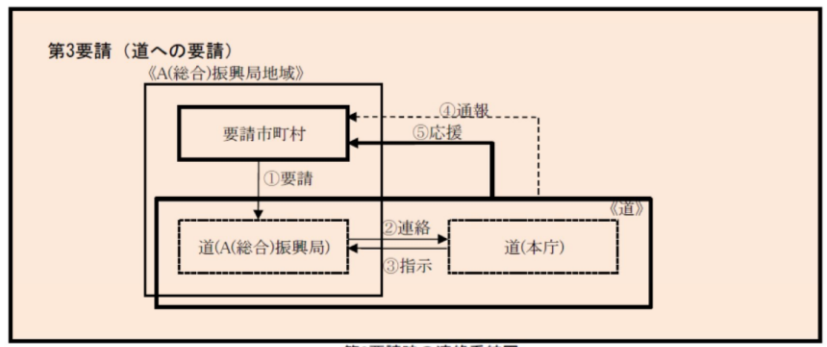 第3要請（道への要請）
《A(総合)振興局地域》
④通報
要請市町村
⑤応援
①要請
《道》
道(A(総合)振興局)
②連絡
道(本庁)
③指示